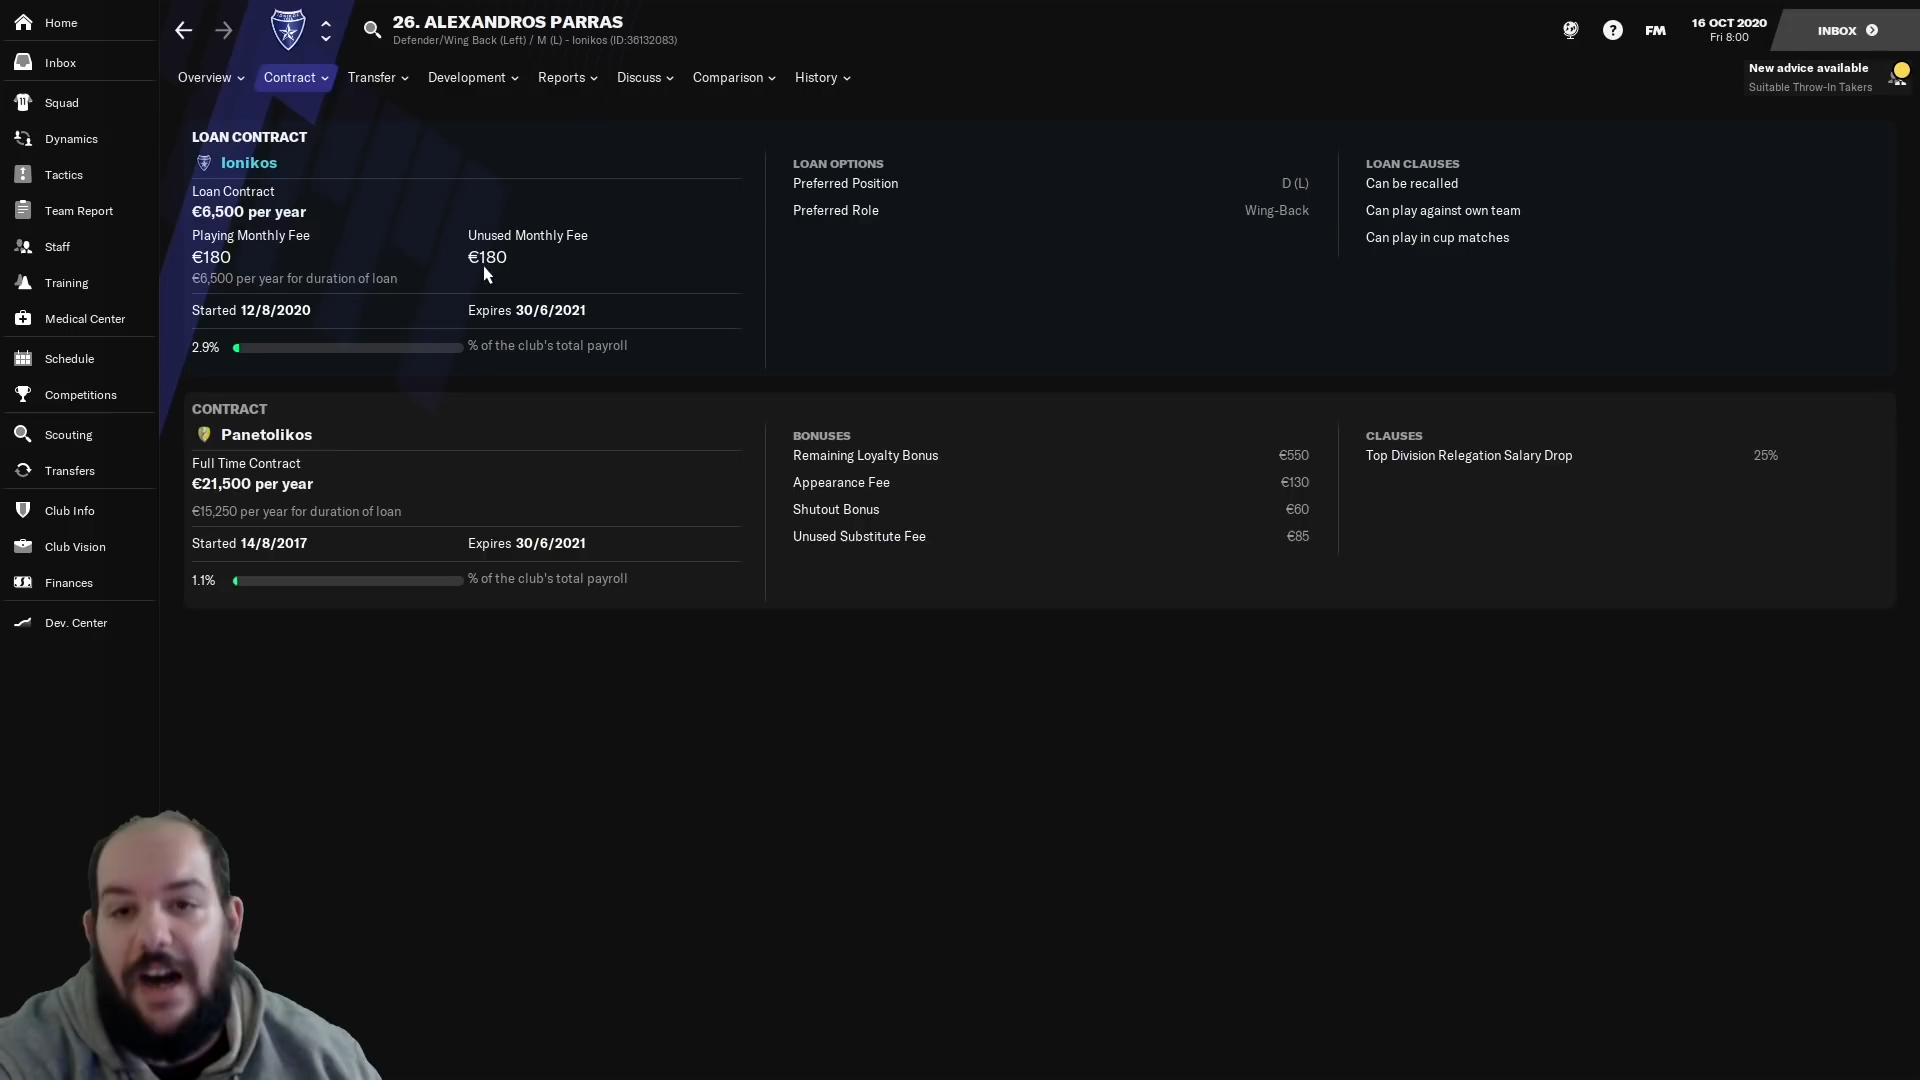 Home
Inbox
Squad
Dynamics
Tactics
Team Report
Staff
Training
Medical Center
Schedule
Competitions
Scouting
Transfers
Club Info
Club Vision
Finances
Dev. Center
26. ALEXANDROS PARRAS
Defender/Wing Back (Left) / M (L) - Ionikos (ID:36132083)
FM
16 OCT 2020
Fri 8:00
INBOX
Overview
Contract
Transfer
Development
Reports
Discuss
Comparison
History
New advice available
Suitable Throw-In Takers
LOAN CONTRACT
Ionikos
Loan Contract
€6,500 per year
Playing Monthly Fee
Unused Monthly Fee
€180
€180
€6,500 per year for duration of loan
Started 12/8/2020
Expires 30/6/2021
2.9%
% of the club's total payroll
LOAN OPTIONS
Preferred Position
D (L)
Preferred Role
Wing-Back
LOAN CLAUSES
Can be recalled
Can play against own team
Can play in cup matches
CONTRACT
Panetolikos
Full Time Contract
€21,500 per year
€15,250 per year for duration of loan
Started 14/8/2017
Expires 30/6/2021
1.1%
% of the club's total payroll
BONUSES
Remaining Loyalty Bonus
€550
Appearance Fee
€130
Shutout Bonus
€60
Unused Substitute Fee
€85
CLAUSES
Top Division Relegation Salary Drop
25%